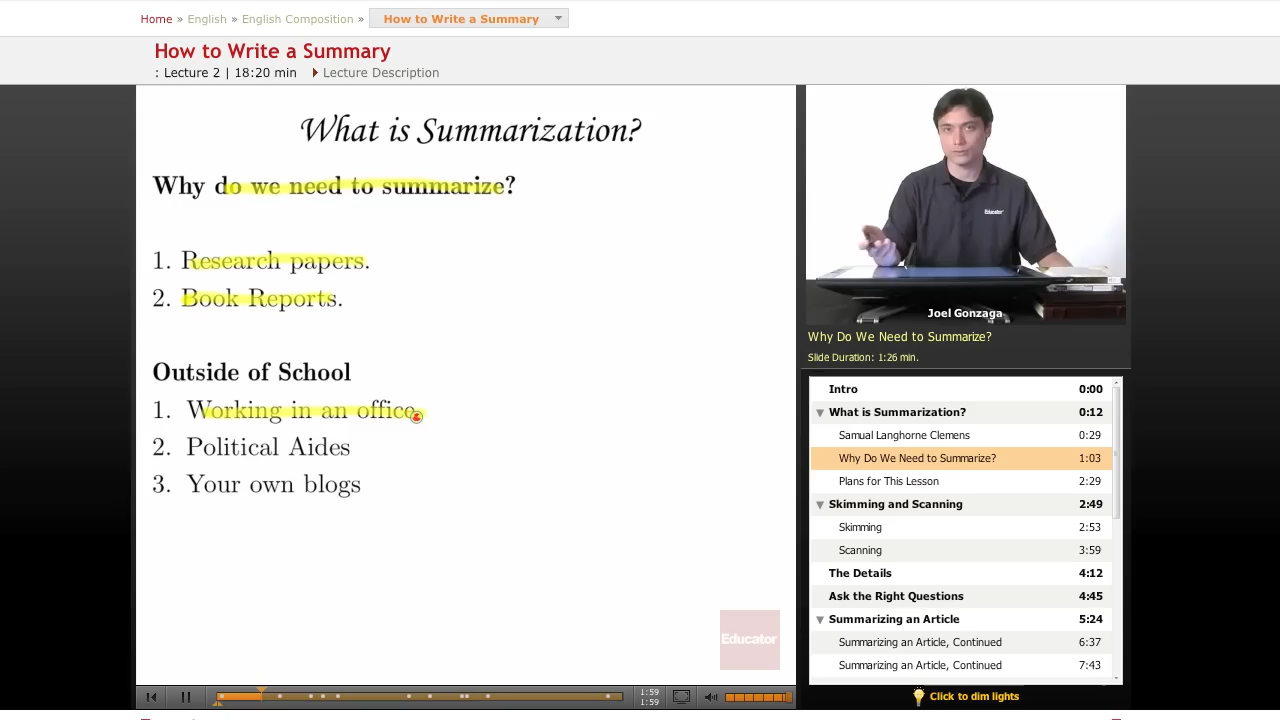 Home » English » English Composition » How to Write a Summary
How to Write a Summary
: Lecture 2 | 18:20 min Lecture Description
What is Summarization?
Why do we need to summarize?
1. Research papers.
2. Book Reports.
Outside of School
1. Working in an office.
2. Political Aides
3. Your own blogs
Educator
Educator
Joel Gonzaga
Why Do We Need to Summarize?
Slide Duration: 1:26 min.
Intro 0:00
What is Summarization? 0:12
Samual Langhorne Clemens 0:29
Why Do We Need to Summarize? 1:03
Plans for This Lesson 2:29
Skimming and Scanning 2:49
Skimming 2:53
Scanning 3:59
The Details 4:12
Ask the Right Questions 4:45
Summarizing an Article 5:24
Summarizing an Article, Continued 6:37
Summarizing an Article, Continued 7:43
1:59
1:59
Click to dim lights